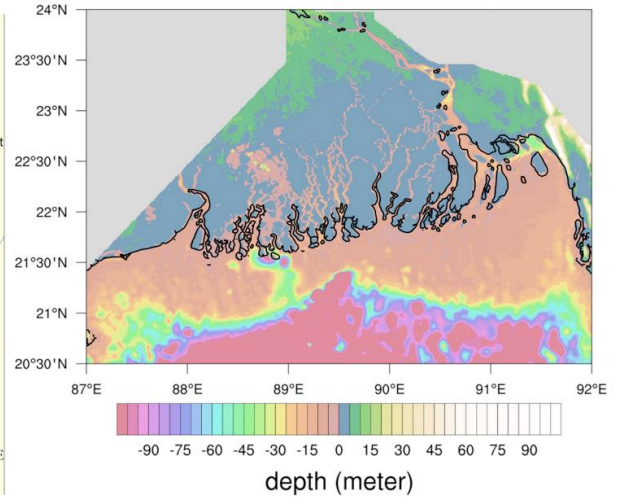 24°N
23°30'N
23°N
22°30'N
22°N
21°30'N
21°N
20°30'N
87°E 88°E 89°E 90°E 91°E 92°E
-90 -75 -60 -45 -30 -15 0 15 30 45 60 75 90
depth (meter)
t
E